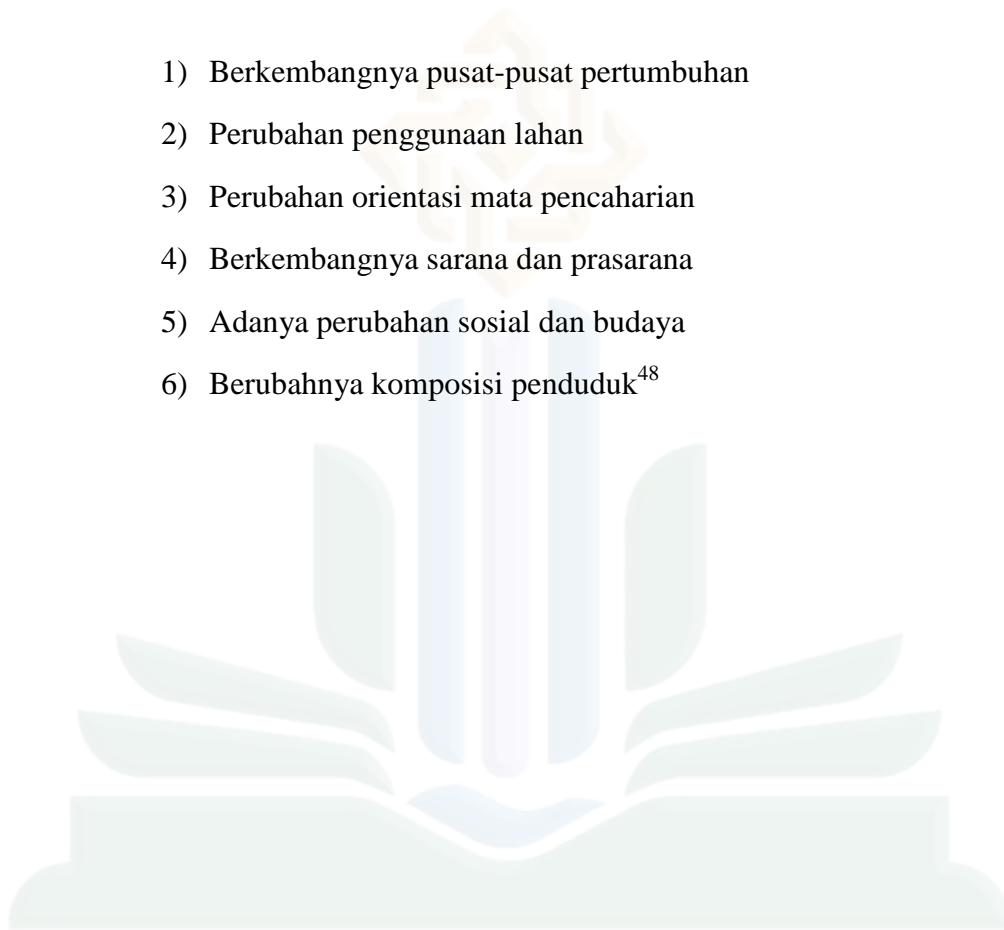 1) Berkembangnya pusat-pusat pertumbuhan
2) Perubahan penggunaan lahan
3) Perubahan orientasi mata pencaharian
4) Berkembangnya sarana dan prasarana
5) Adanya perubahan sosial dan budaya
6) Berubahnya komposisi penduduk48